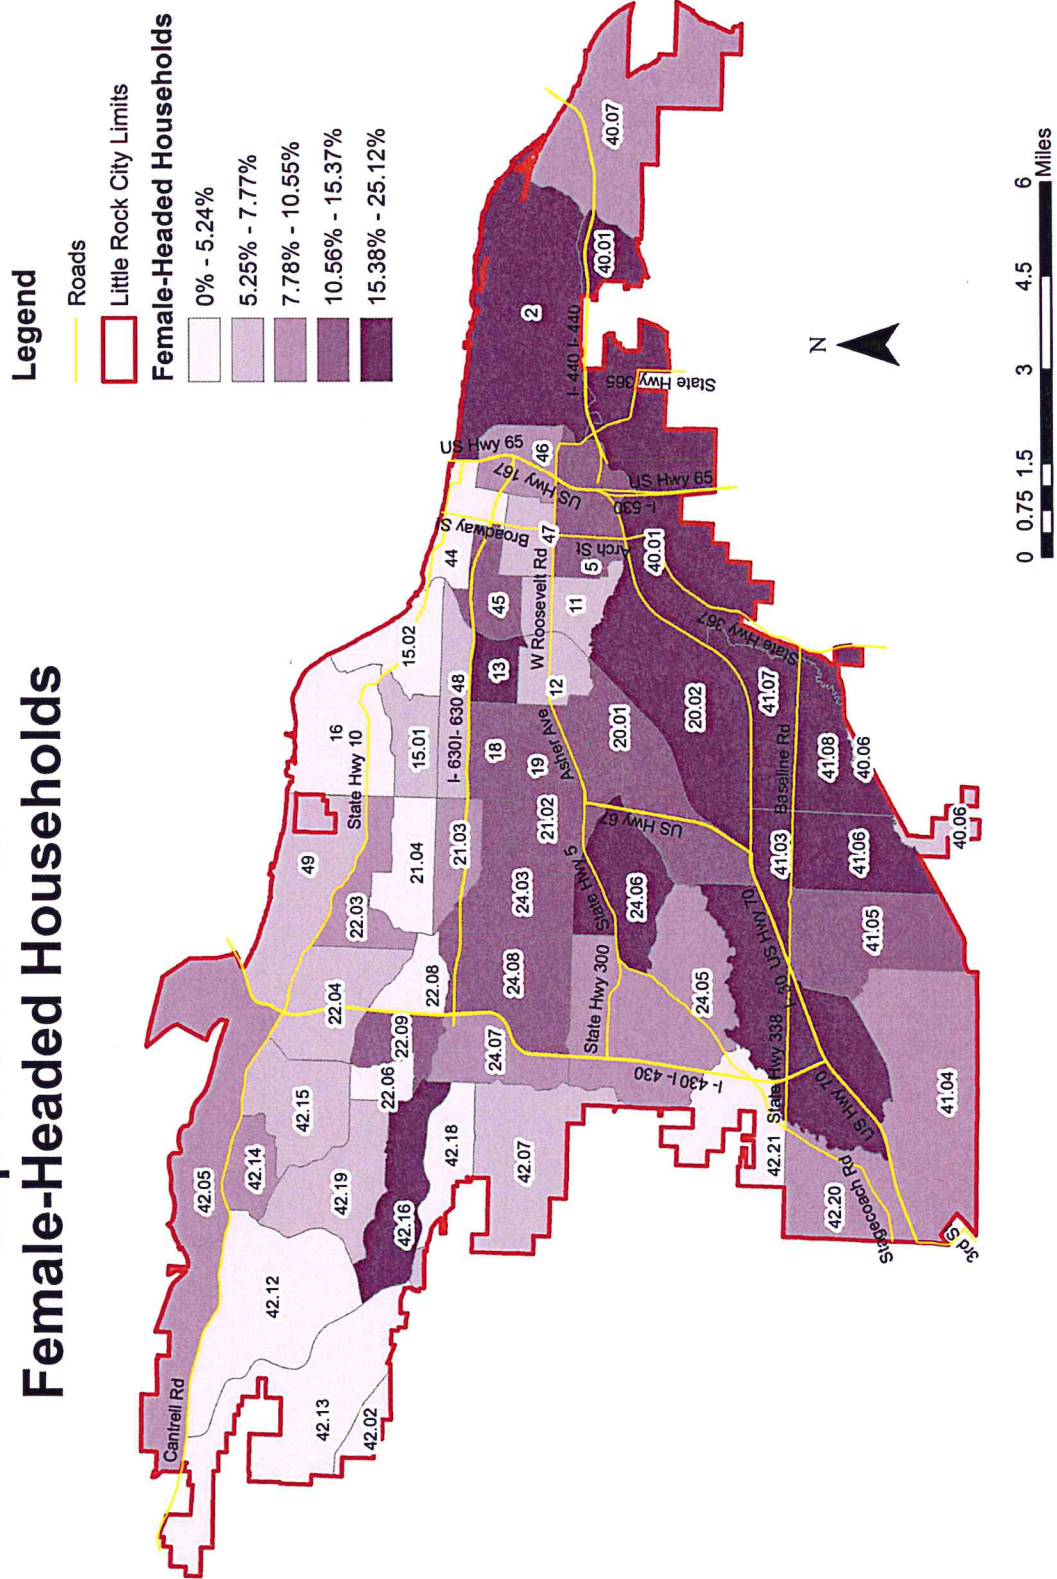 Female-Headed Households
Legend
Roads
Little Rock City Limits
Female-Headed Households
0% - 5.24%
5.25% - 7.77%
7.78% - 10.55%
10.56% - 15.37%
15.38% - 25.12%
Cantrell Rd
42.05
42.12
42.13
42.02
42.14
42.15
42.19
42.16
42.18
42.07
22.06
22.09
22.04
22.08
22.03
49
State Hwy 10
16
15.02
15.01
21.04
21.03
I- 630
I- 630
48
44
Broadway St
US Hwy 65
US Hwy 167
46
47
45
13
W Roosevelt Rd
11
12
5
Arch St
18
19
Asher Ave
21.02
24.03
24.08
24.07
State Hwy 5
State Hwy 300
24.06
US Hwy 67
20.01
20.02
24.05
I- 430
I- 430
2
I- 440
I- 440
40.01
40.07
State Hwy 365
US Hwy 65
I- 530
40.01
State Hwy 367
41.07
Baseline Rd
41.03
41.08
40.06
41.06
40.06
41.05
US Hwy 70
US Hwy 70
State Hwy 338
41.04
42.21
42.20
Stagecoach Rd
3rd S
N
0 0.75 1.5 3 4.5 6
Miles